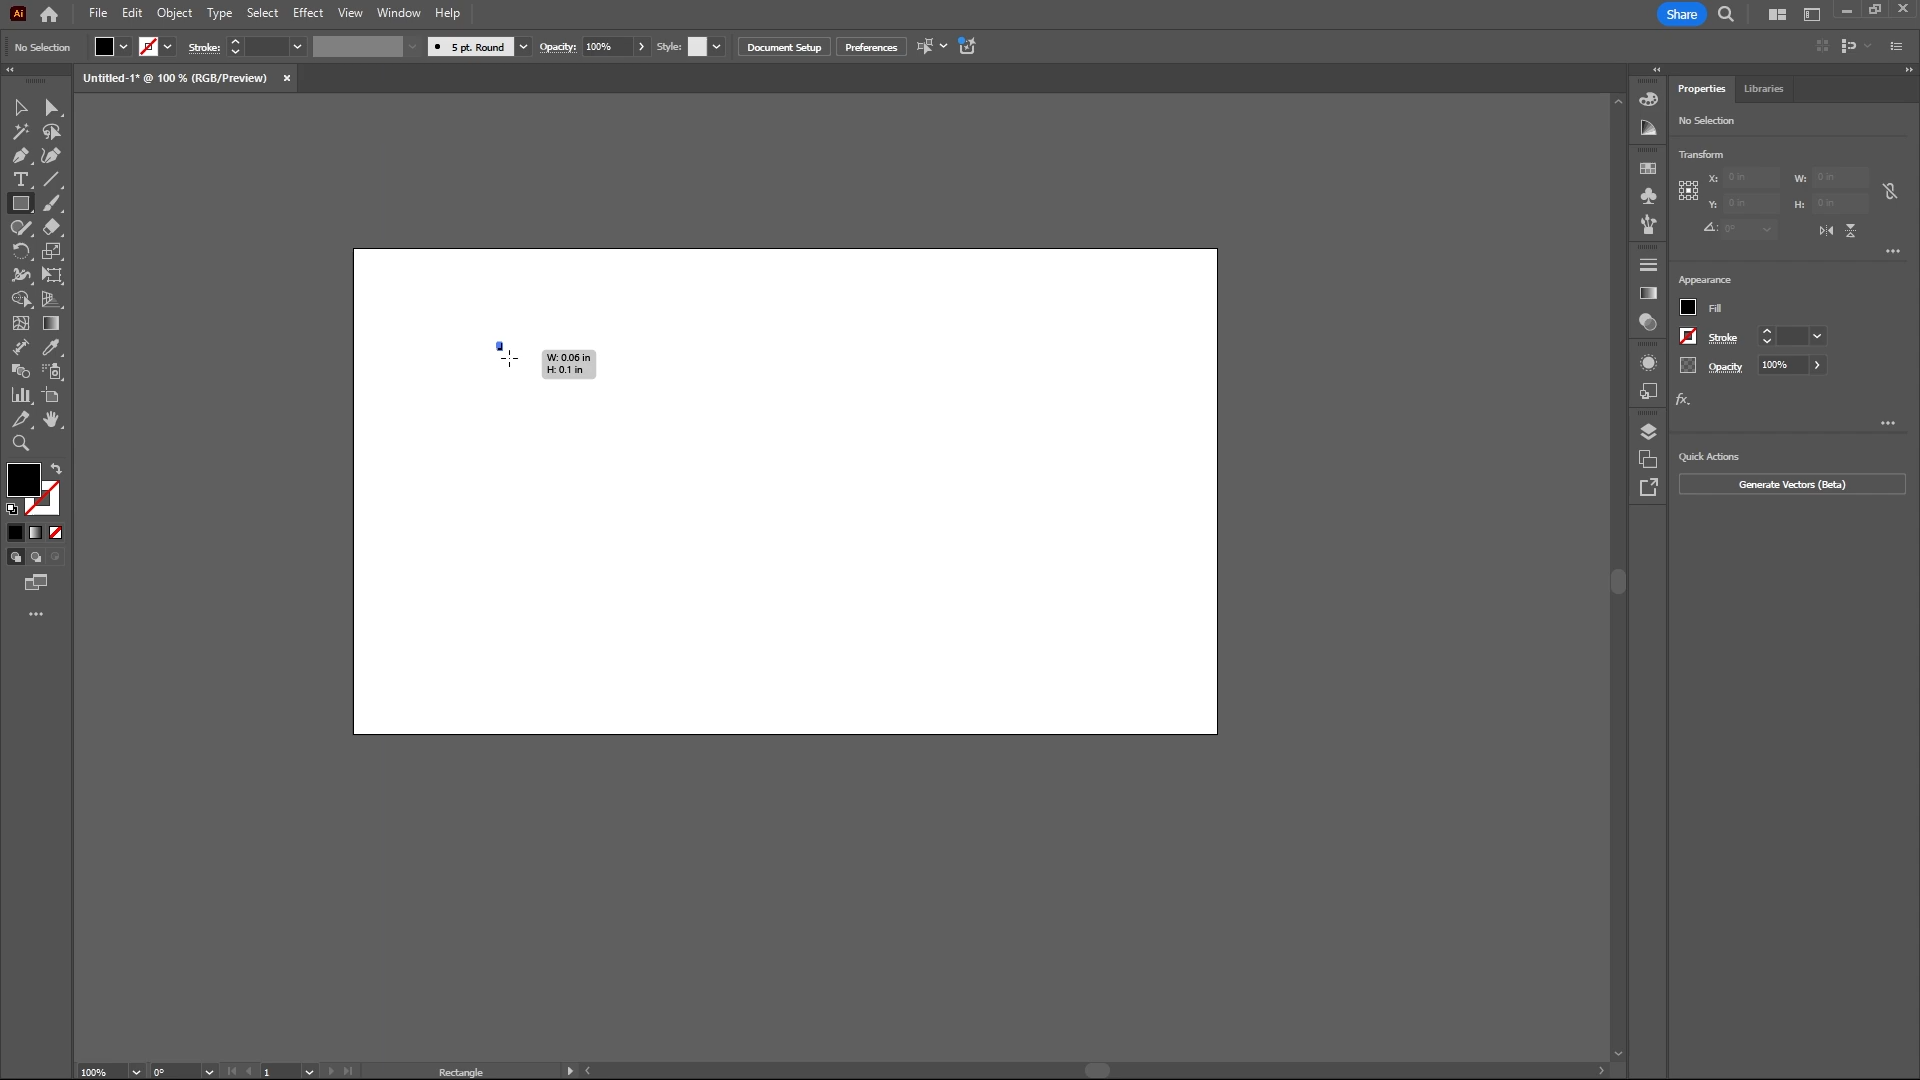 Ai File Edit Object Type Select Effect View Window Help Share
No Selection Stroke: 5 pt. Round Opacity: 100% Style: Document Setup Preferences
Untitled-1* @ 100 % (RGB/Preview)
Properties Libraries
No Selection
Transform
X: 0 in W: 0 in
Y: 0 in H: 0 in
0°
Appearance
Fill
Stroke
Opacity 100%
fx.
Quick Actions
Generate Vectors (Beta)
T
W: 0.06 in
H: 0.1 in
100% 0° 1 Rectangle